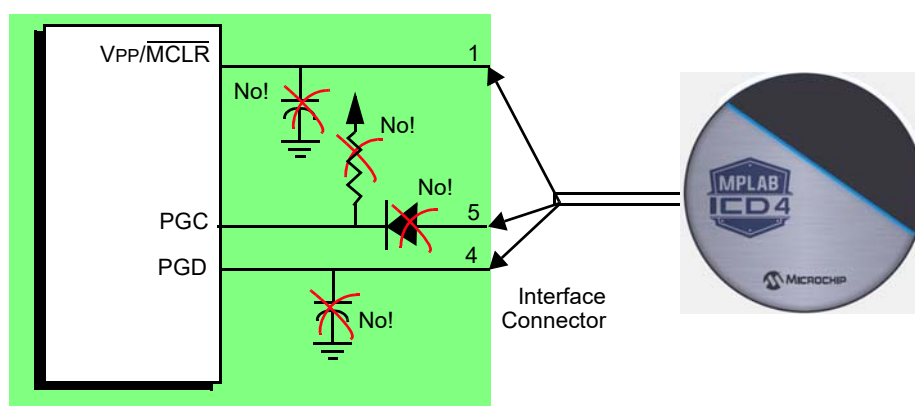 VPP/MCLR
1
No!
No!
No!
PGC
5
PGD
4
No!
Interface
Connector
MPLAB
ICD 4
MICROCHIP